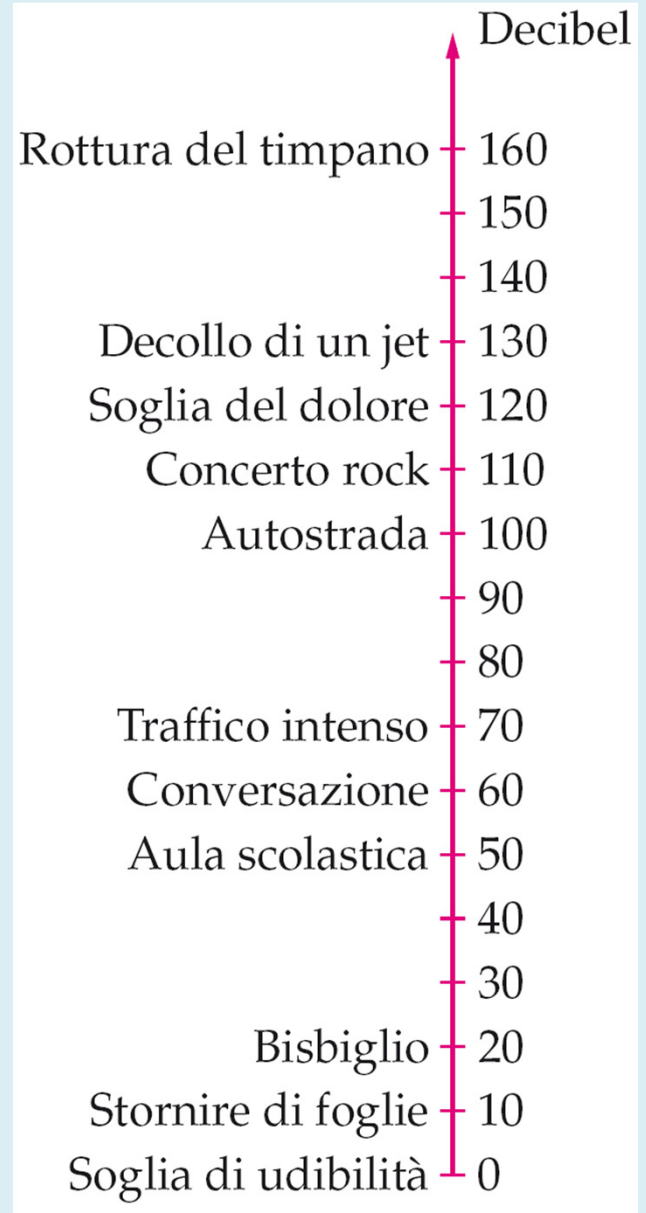 Decibel
Rottura del timpano 160
150
140
Decollo di un jet 130
Soglia del dolore 120
Concerto rock 110
Autostrada 100
90
80
Traffico intenso 70
Conversazione 60
Aula scolastica 50
40
30
Bisbiglio 20
Stornire di foglie 10
Soglia di udibilità 0